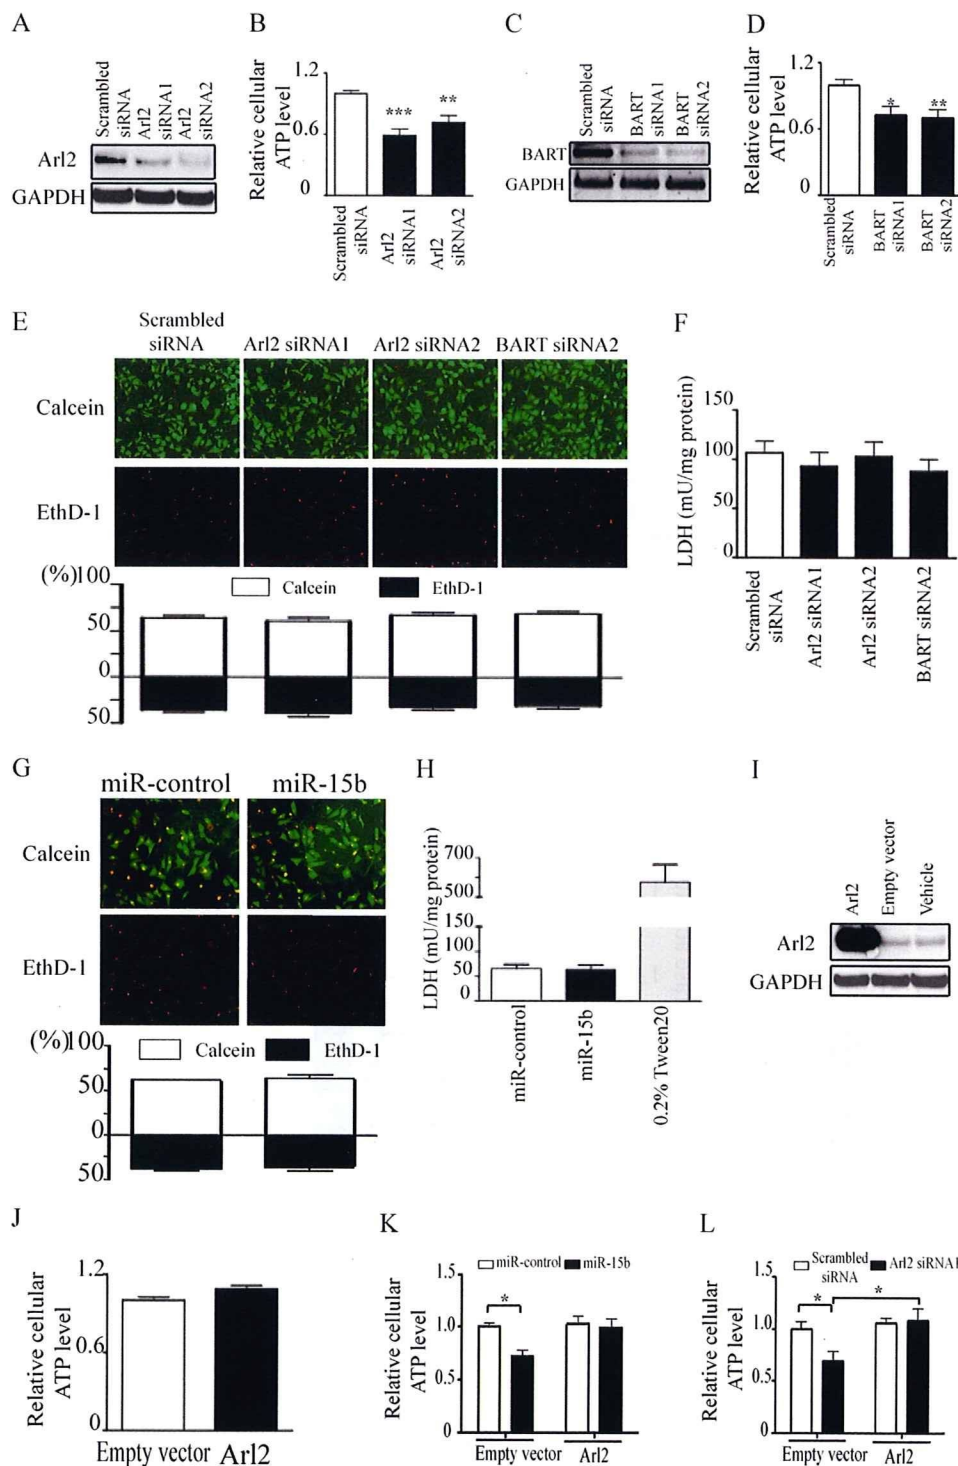 A
Scrambled
siRNA
Arl2
siRNA1
Arl2
siRNA2
Arl2
GAPDH
B
Relative cellular
ATP level
1.2
0.6
0
***
**
Scrambled
siRNA
Arl2
siRNA1
Arl2
siRNA2
C
Scrambled
siRNA
BART
siRNA1
BART
siRNA2
BART
GAPDH
D
Relative cellular
ATP level
1.2
0.6
0
*
**
Scrambled
siRNA
BART
siRNA1
BART
siRNA2
E
Scrambled
siRNA
Arl2 siRNA1
Arl2 siRNA2
BART siRNA2
Calcein
EthD-1
(%)
100
50
0
50
Calcein
EthD-1
F
LDH (mU/mg protein)
150
100
50
0
Scrambled
siRNA
Arl2 siRNA1
Arl2 siRNA2
BART siRNA2
G
miR-control
miR-15b
Calcein
EthD-1
(%)
100
50
0
50
Calcein
EthD-1
H
LDH (mU/mg protein)
700
500
150
100
50
0
miR-control
miR-15b
0.2% Tween20
I
Arl2
Empty vector
Vehicle
Arl2
GAPDH
J
Relative cellular
ATP level
1.2
0.6
0
Empty vector
Arl2
K
Relative cellular
ATP level
miR-control
miR-15b
1.5
1.0
0.5
0
*
Empty vector
Arl2
L
Relative cellular
ATP level
Scrambled
siRNA
Arl2 siRNA1
1.5
1.0
0.5
0
*
*
Empty vector
Arl2